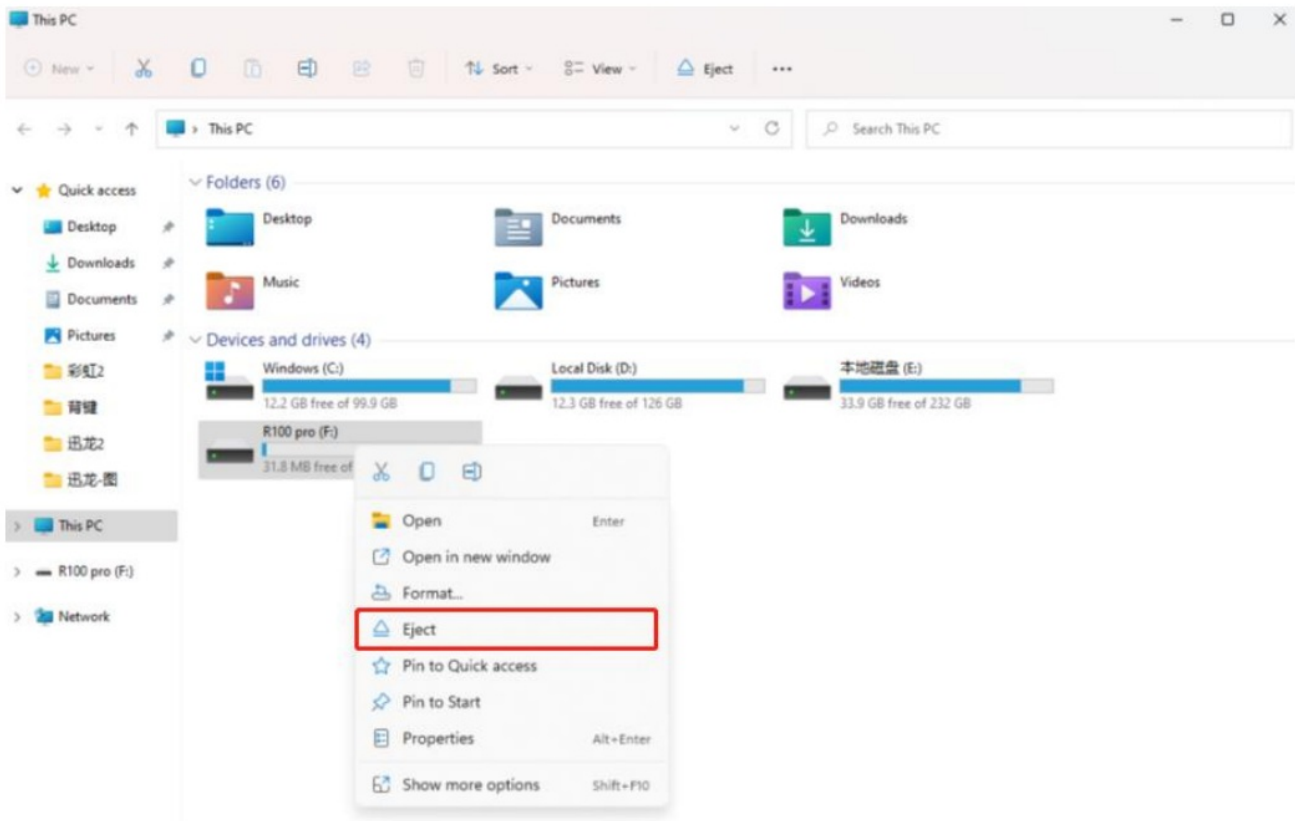 This PC
New
Sort
View
Eject
This PC
Search This PC
Quick access
Desktop
Downloads
Documents
Pictures
彩虹2
背键
迅龙2
迅龙-图
This PC
R100 pro (F:)
Network
Folders (6)
Desktop
Documents
Downloads
Music
Pictures
Videos
Devices and drives (4)
Windows (C:)
12.2 GB free of 99.9 GB
Local Disk (D:)
12.3 GB free of 126 GB
本地磁盘 (E:)
33.9 GB free of 232 GB
R100 pro (F:)
31.8 MB free of
Open Enter
Open in new window
Format...
Eject
Pin to Quick access
Pin to Start
Properties Alt+Enter
Show more options Shift+F10